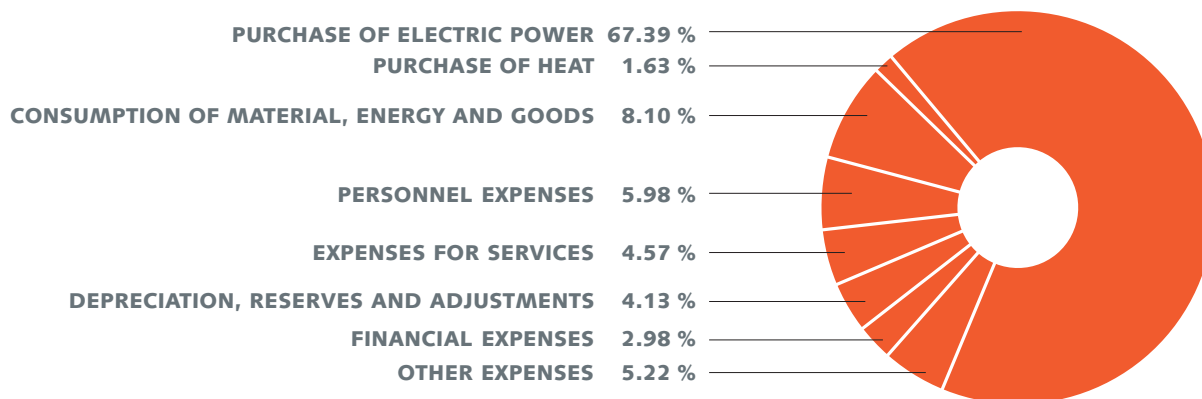 PURCHASE OF ELECTRIC POWER 67.39 %
PURCHASE OF HEAT 1.63 %
CONSUMPTION OF MATERIAL, ENERGY AND GOODS 8.10 %
PERSONNEL EXPENSES 5.98 %
EXPENSES FOR SERVICES 4.57 %
DEPRECIATION, RESERVES AND ADJUSTMENTS 4.13 %
FINANCIAL EXPENSES 2.98 %
OTHER EXPENSES 5.22 %